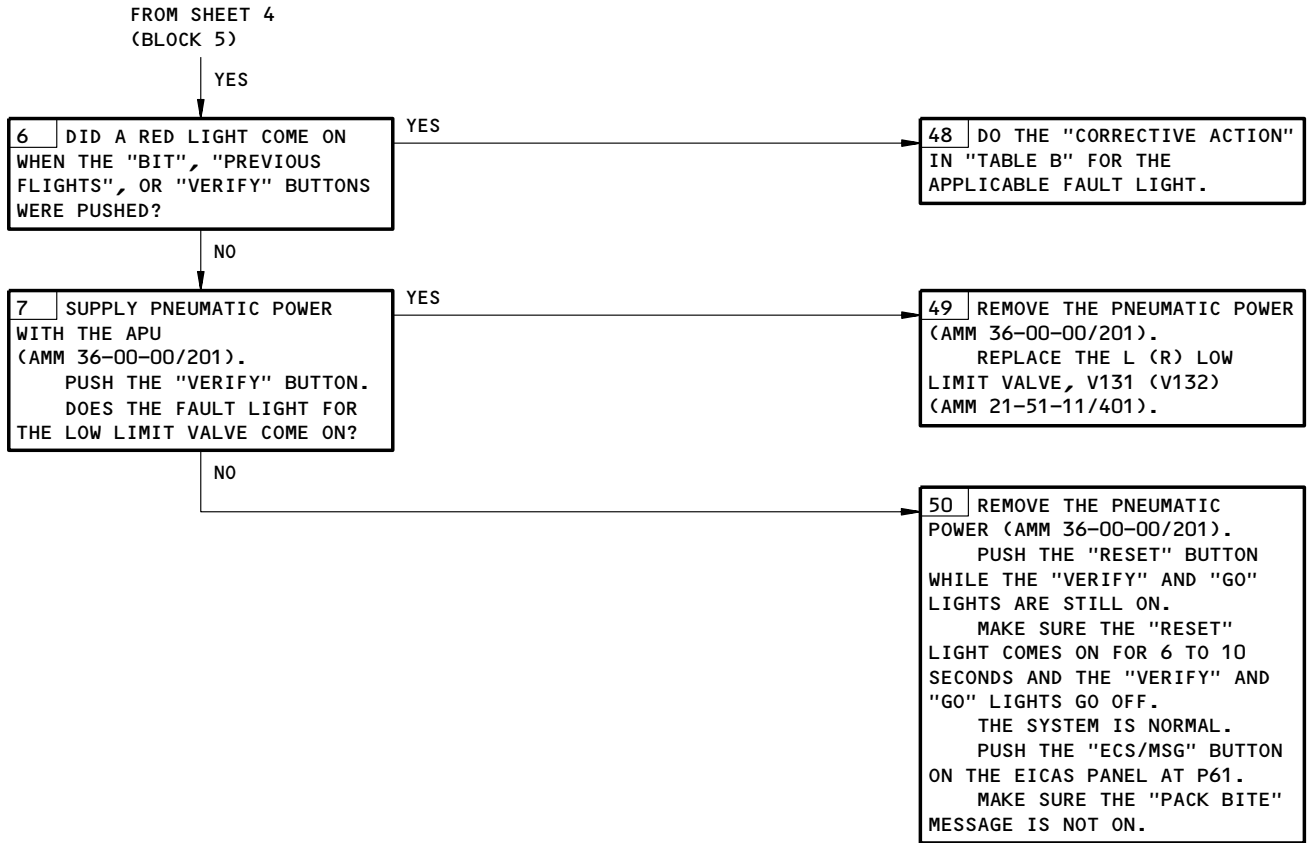 FROM SHEET 4
(BLOCK 5)
YES
6 DID A RED LIGHT COME ON
WHEN THE "BIT", "PREVIOUS
FLIGHTS", OR "VERIFY" BUTTONS
WERE PUSHED?
YES
48 DO THE "CORRECTIVE ACTION"
IN "TABLE B" FOR THE
APPLICABLE FAULT LIGHT.
NO
7 SUPPLY PNEUMATIC POWER
WITH THE APU
(AMM 36-00-00/201).
PUSH THE "VERIFY" BUTTON.
DOES THE FAULT LIGHT FOR
THE LOW LIMIT VALVE COME ON?
YES
49 REMOVE THE PNEUMATIC POWER
(AMM 36-00-00/201).
REPLACE THE L (R) LOW
LIMIT VALVE, V131 (V132)
(AMM 21-51-11/401).
NO
50 REMOVE THE PNEUMATIC
POWER (AMM 36-00-00/201).
PUSH THE "RESET" BUTTON
WHILE THE "VERIFY" AND "GO"
LIGHTS ARE STILL ON.
MAKE SURE THE "RESET"
LIGHT COMES ON FOR 6 TO 10
SECONDS AND THE "VERIFY" AND
"GO" LIGHTS GO OFF.
THE SYSTEM IS NORMAL.
PUSH THE "ECS/MSG" BUTTON
ON THE EICAS PANEL AT P61.
MAKE SURE THE "PACK BITE"
MESSAGE IS NOT ON.